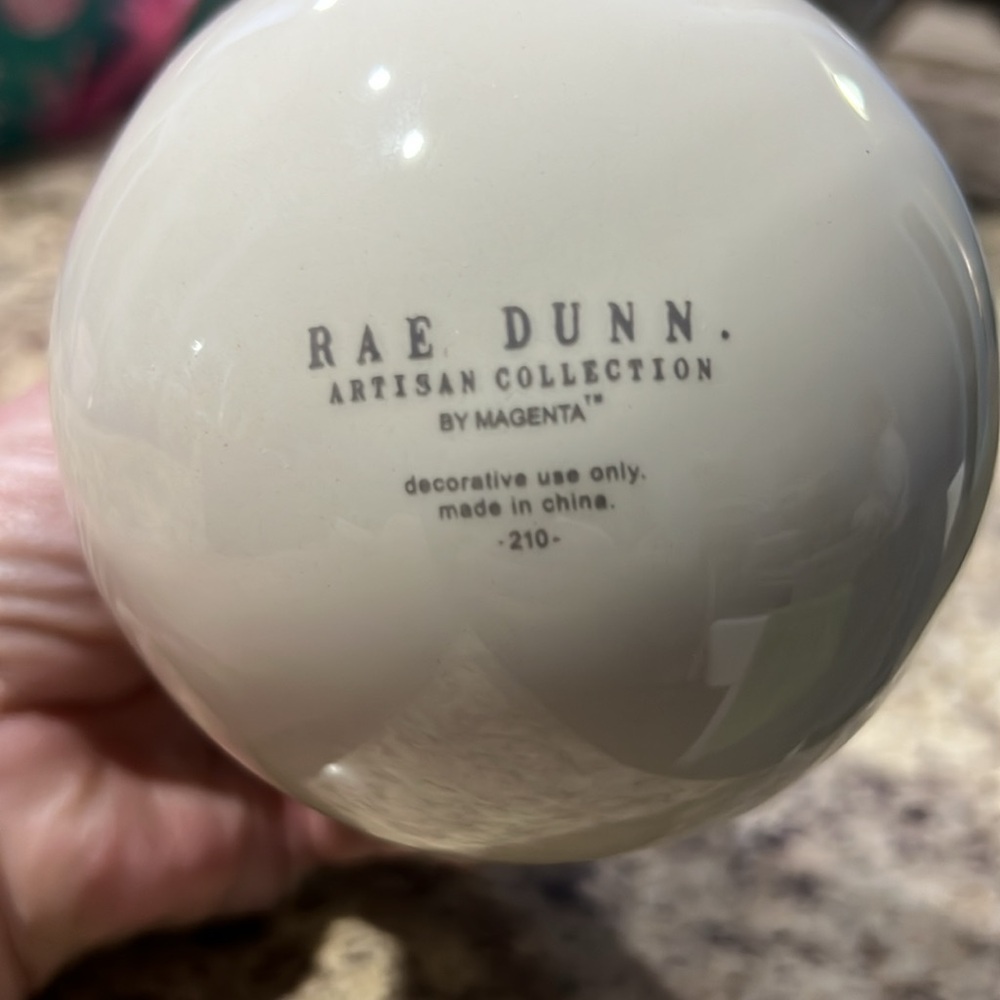 RAE DUNN.
ARTISAN COLLECTION
BY MAGENTA™
decorative use only.
made in china.
-210-